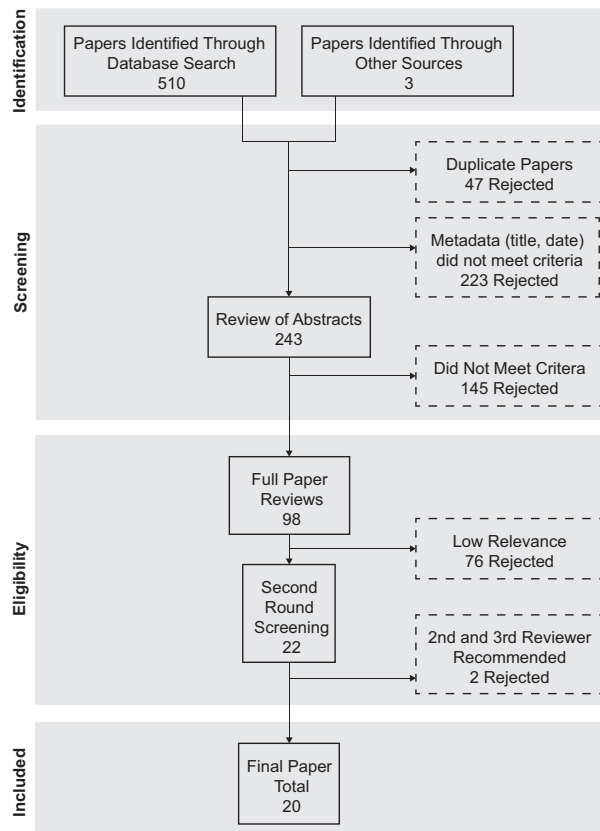 Identification
Papers Identified Through
Database Search
510
Papers Identified Through
Other Sources
3
Screening
Duplicate Papers
47 Rejected
Metadata (title, date)
did not meet criteria
223 Rejected
Review of Abstracts
243
Did Not Meet Critera
145 Rejected
Eligibility
Full Paper
Reviews
98
Low Relevance
76 Rejected
Second
Round
Screening
22
2nd and 3rd Reviewer
Recommended
2 Rejected
Included
Final Paper
Total
20